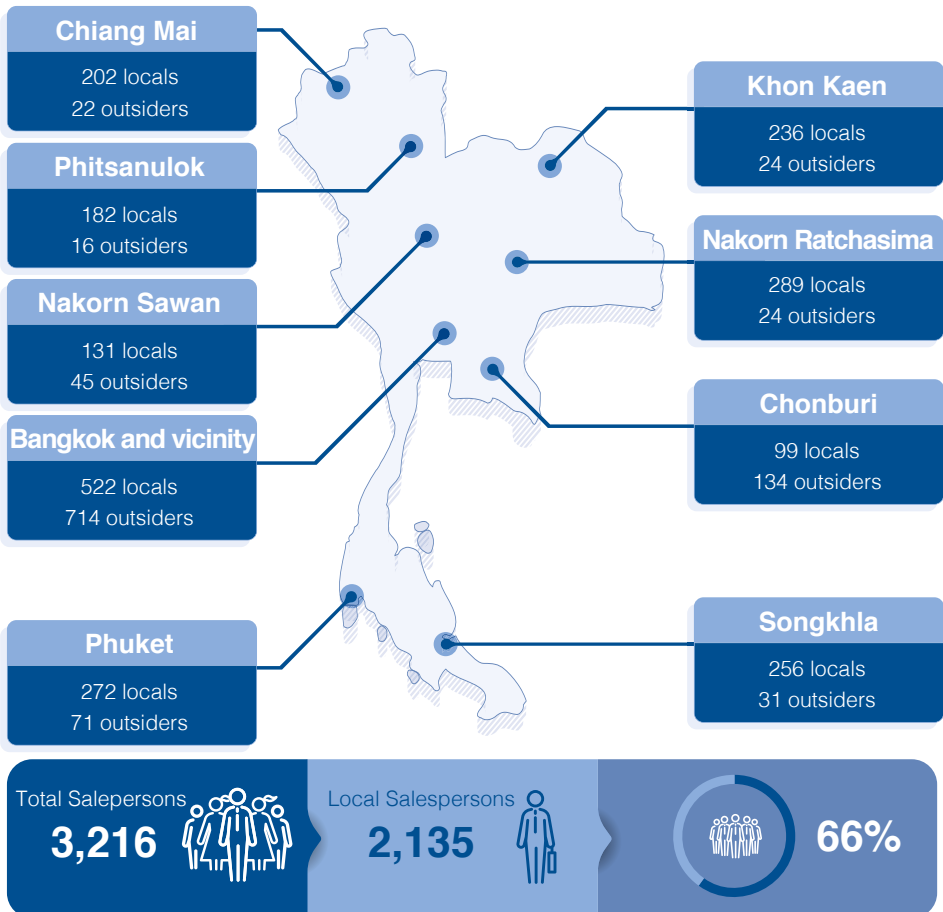 Chiang Mai
202 locals
22 outsiders
Phitsanulok
182 locals
16 outsiders
Nakorn Sawan
131 locals
45 outsiders
Bangkok and vicinity
522 locals
714 outsiders
Phuket
272 locals
71 outsiders
Khon Kaen
236 locals
24 outsiders
Nakorn Ratchasima
289 locals
24 outsiders
Chonburi
99 locals
134 outsiders
Songkhla
256 locals
31 outsiders
Total Salepersons
3,216
Local Salespersons
2,135
66%